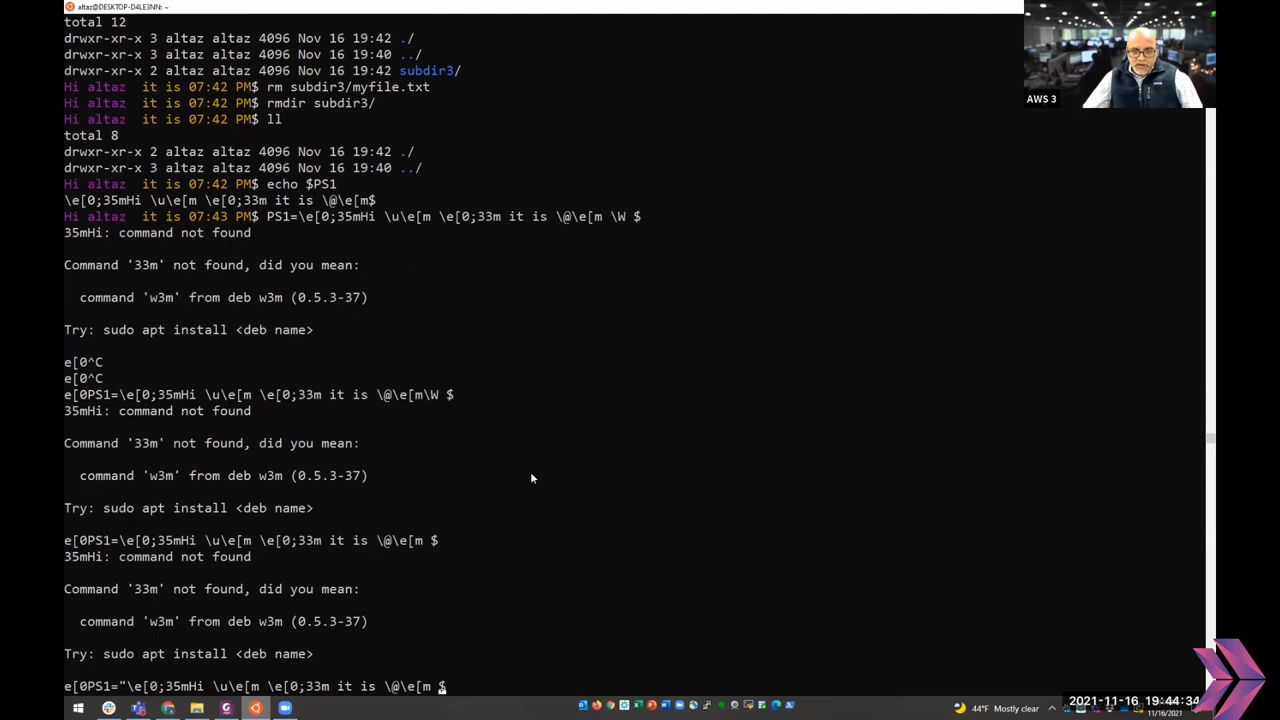 altaz@DESKTOP-D4LE3NN: ~
total 12
drwxr-xr-x 3 altaz altaz 4096 Nov 16 19:42 ./
drwxr-xr-x 3 altaz altaz 4096 Nov 16 19:40 ../
drwxr-xr-x 2 altaz altaz 4096 Nov 16 19:42 subdir3/
Hi altaz  it is 07:42 PM$ rm subdir3/myfile.txt
Hi altaz  it is 07:42 PM$ rmdir subdir3/
Hi altaz  it is 07:42 PM$ ll
total 8
drwxr-xr-x 2 altaz altaz 4096 Nov 16 19:42 ./
drwxr-xr-x 3 altaz altaz 4096 Nov 16 19:40 ../
Hi altaz  it is 07:42 PM$ echo $PS1
\e[0;35mHi \u\e[m \e[0;33m it is \@\e[m$
Hi altaz  it is 07:43 PM$ PS1=\e[0;35mHi \u\e[m \e[0;33m it is \@\e[m \W $
35mHi: command not found
Command '33m' not found, did you mean:
command 'w3m' from deb w3m (0.5.3-37)
Try: sudo apt install <deb name>
e[0^C
e[0^C
e[0PS1=\e[0;35mHi \u\e[m \e[0;33m it is \@\e[m\W $
35mHi: command not found
Command '33m' not found, did you mean:
command 'w3m' from deb w3m (0.5.3-37)
Try: sudo apt install <deb name>
e[0PS1=\e[0;35mHi \u\e[m \e[0;33m it is \@\e[m $
35mHi: command not found
Command '33m' not found, did you mean:
command 'w3m' from deb w3m (0.5.3-37)
Try: sudo apt install <deb name>
e[0PS1="\e[0;35mHi \u\e[m \e[0;33m it is \@\e[m $
AWS 3
44°F Mostly clear
2021-11-16 19:44:34
11/16/2021